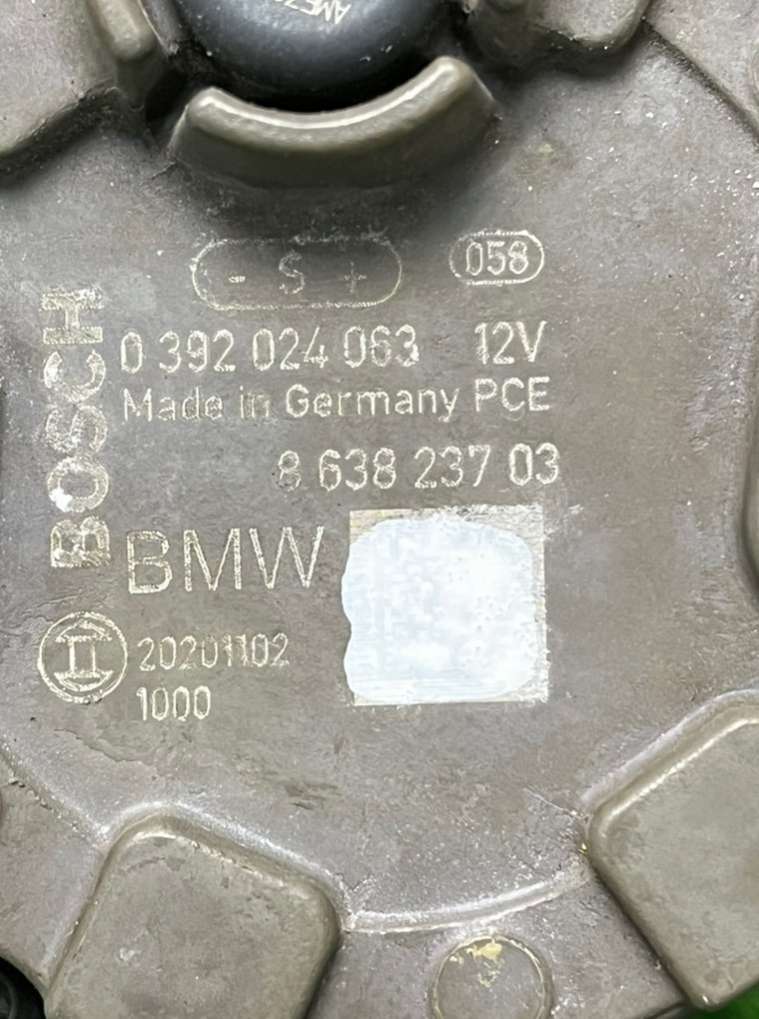 - S +
058
BOSCH
0 392 024 063 12V
Made in Germany PCE
8 638 237 03
BMW
20201102
1000